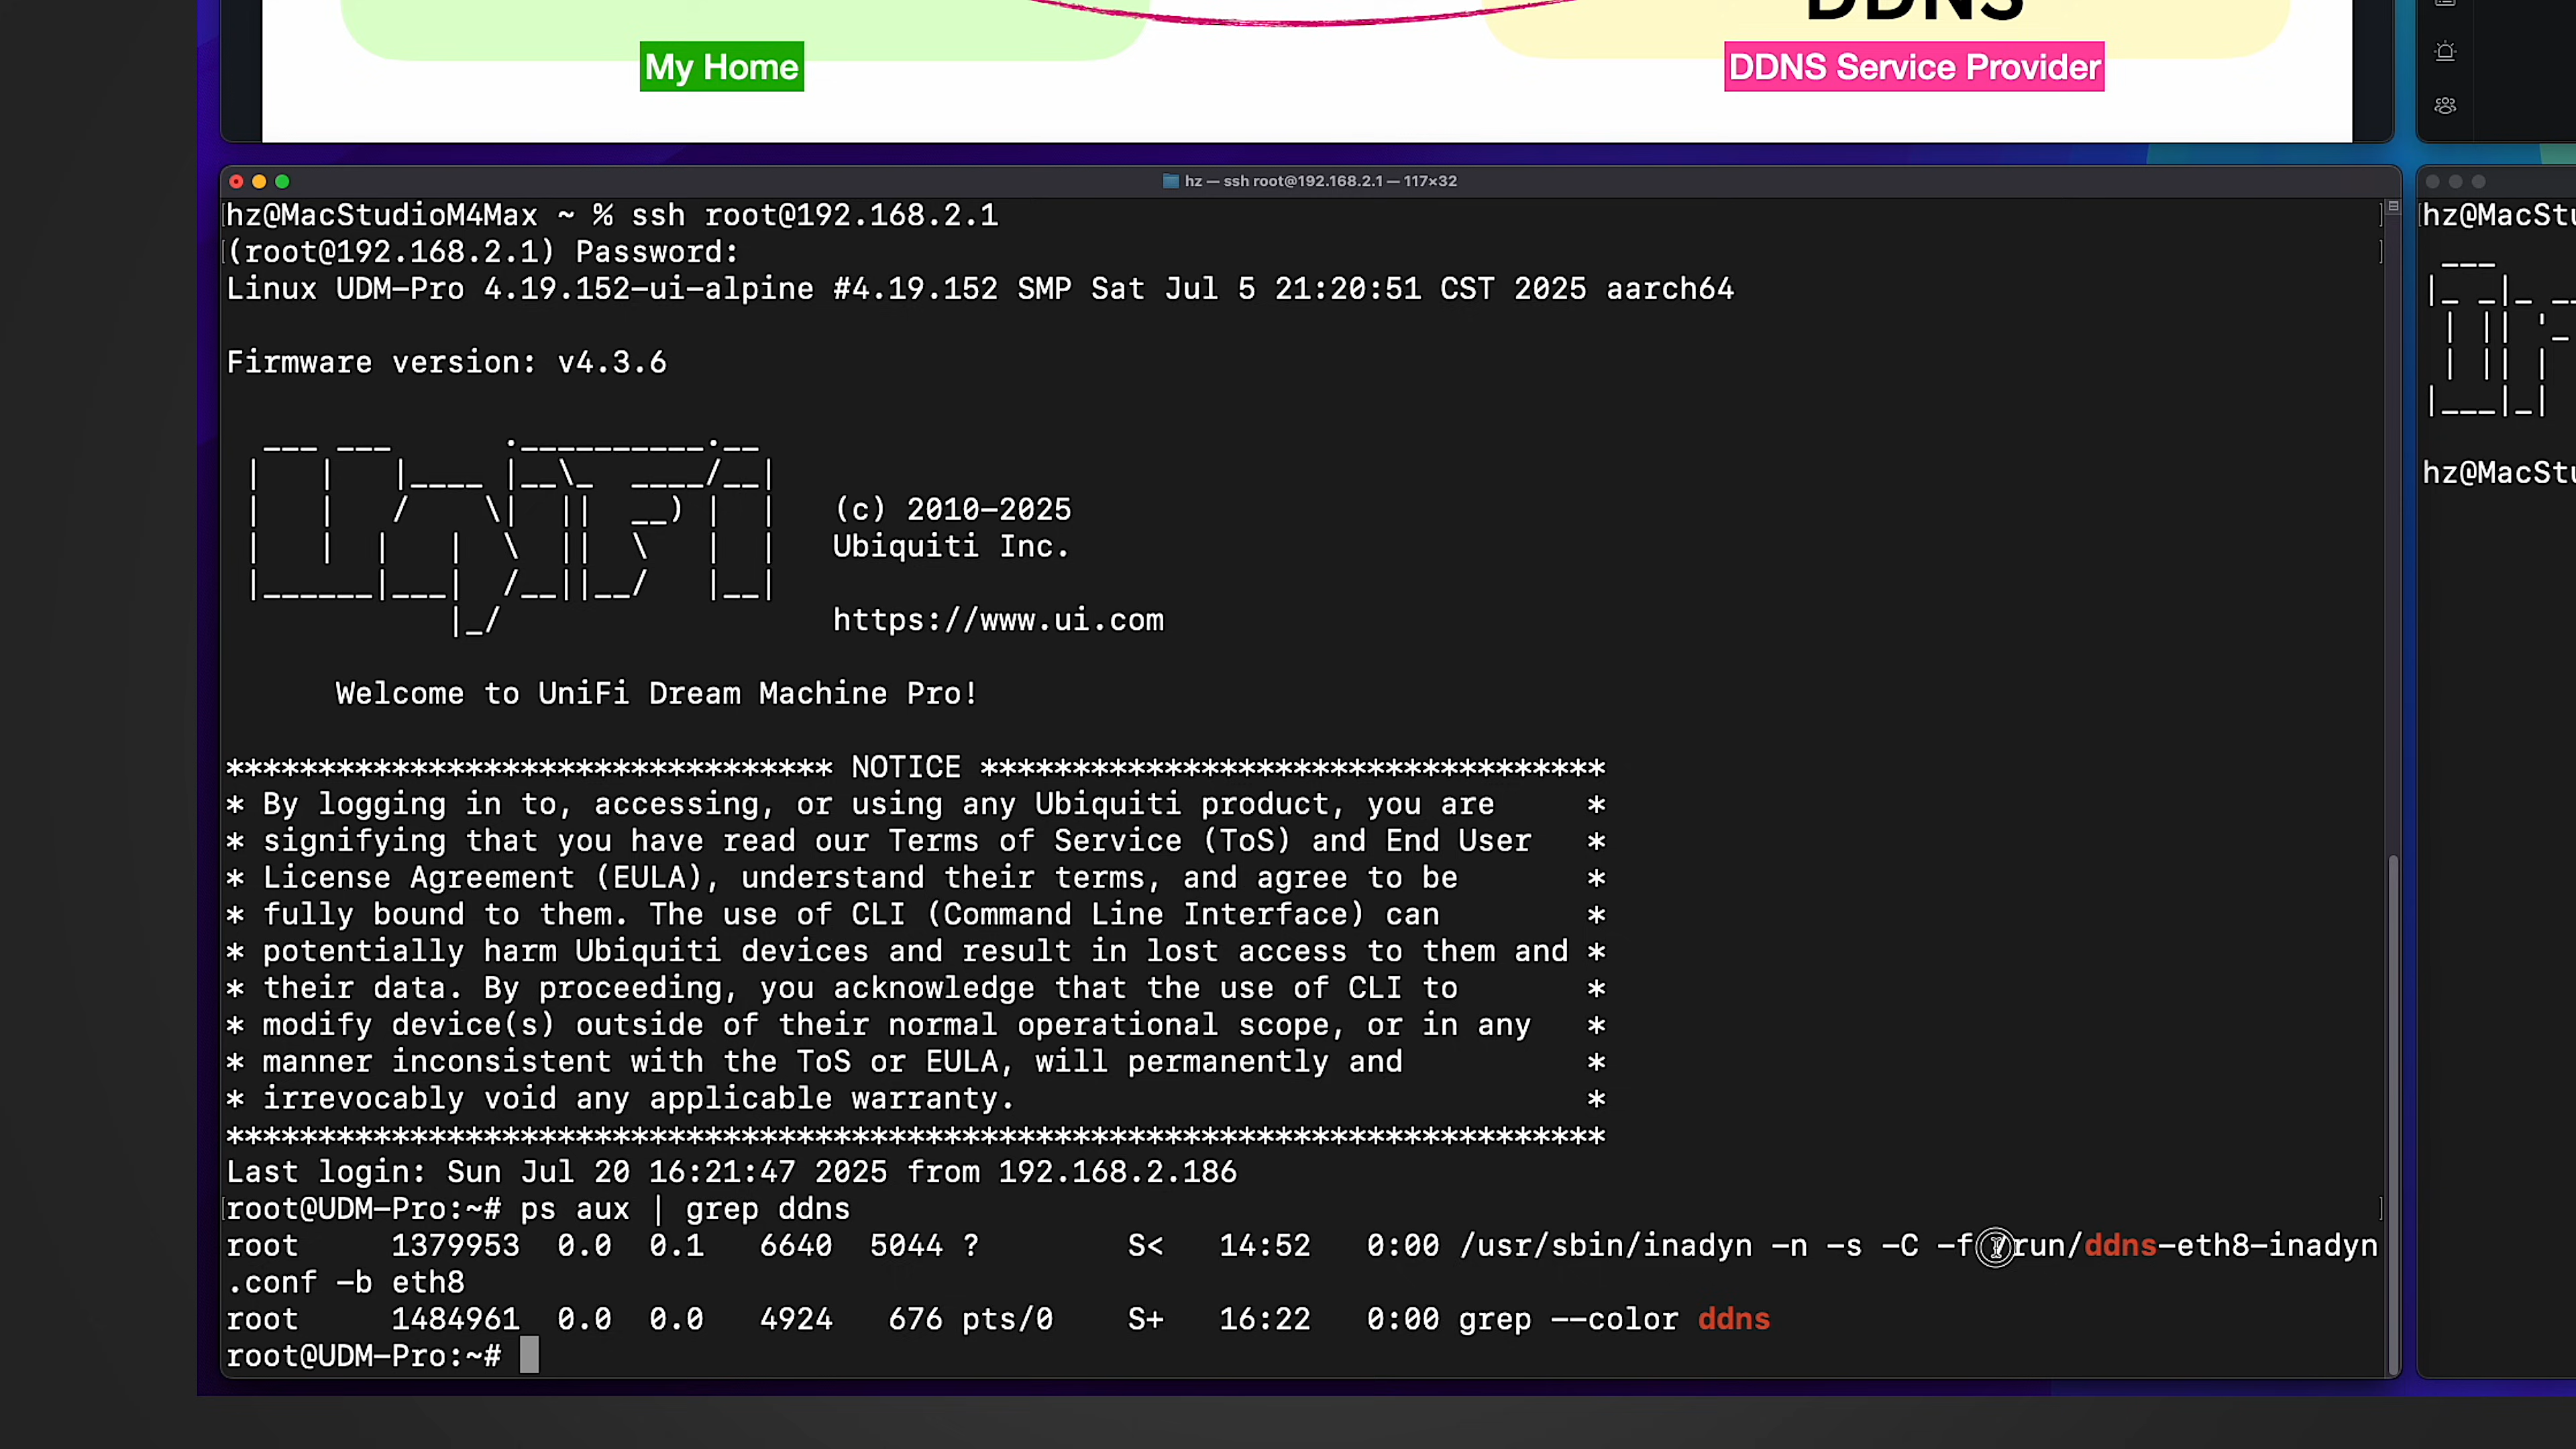 DDNS
My Home
DDNS Service Provider
hz — ssh root@192.168.2.1 — 117×32
hz@MacStudioM4Max ~ % ssh root@192.168.2.1
(root@192.168.2.1) Password:
Linux UDM-Pro 4.19.152-ui-alpine #4.19.152 SMP Sat Jul 5 21:20:51 CST 2025 aarch64
Firmware version: v4.3.6
UniFi
(c) 2010-2025
Ubiquiti Inc.
https://www.ui.com
Welcome to UniFi Dream Machine Pro!
********************************* NOTICE **********************************
* By logging in to, accessing, or using any Ubiquiti product, you are *
* signifying that you have read our Terms of Service (ToS) and End User *
* License Agreement (EULA), understand their terms, and agree to be *
* fully bound to them. The use of CLI (Command Line Interface) can *
* potentially harm Ubiquiti devices and result in lost access to them and *
* their data. By proceeding, you acknowledge that the use of CLI to *
* modify device(s) outside of their normal operational scope, or in any *
* manner inconsistent with the ToS or EULA, will permanently and *
* irrevocably void any applicable warranty. *
***************************************************************************
Last login: Sun Jul 20 16:21:47 2025 from 192.168.2.186
root@UDM-Pro:~# ps aux | grep ddns
root 1379953 0.0 0.1 6640 5044 ? S< 14:52 0:00 /usr/sbin/inadyn -n -s -C -f /run/ddns-eth8-inadyn
.conf -b eth8
root 1484961 0.0 0.0 4924 676 pts/0 S+ 16:22 0:00 grep --color ddns
root@UDM-Pro:~#
hz@MacSt
hz@MacSt